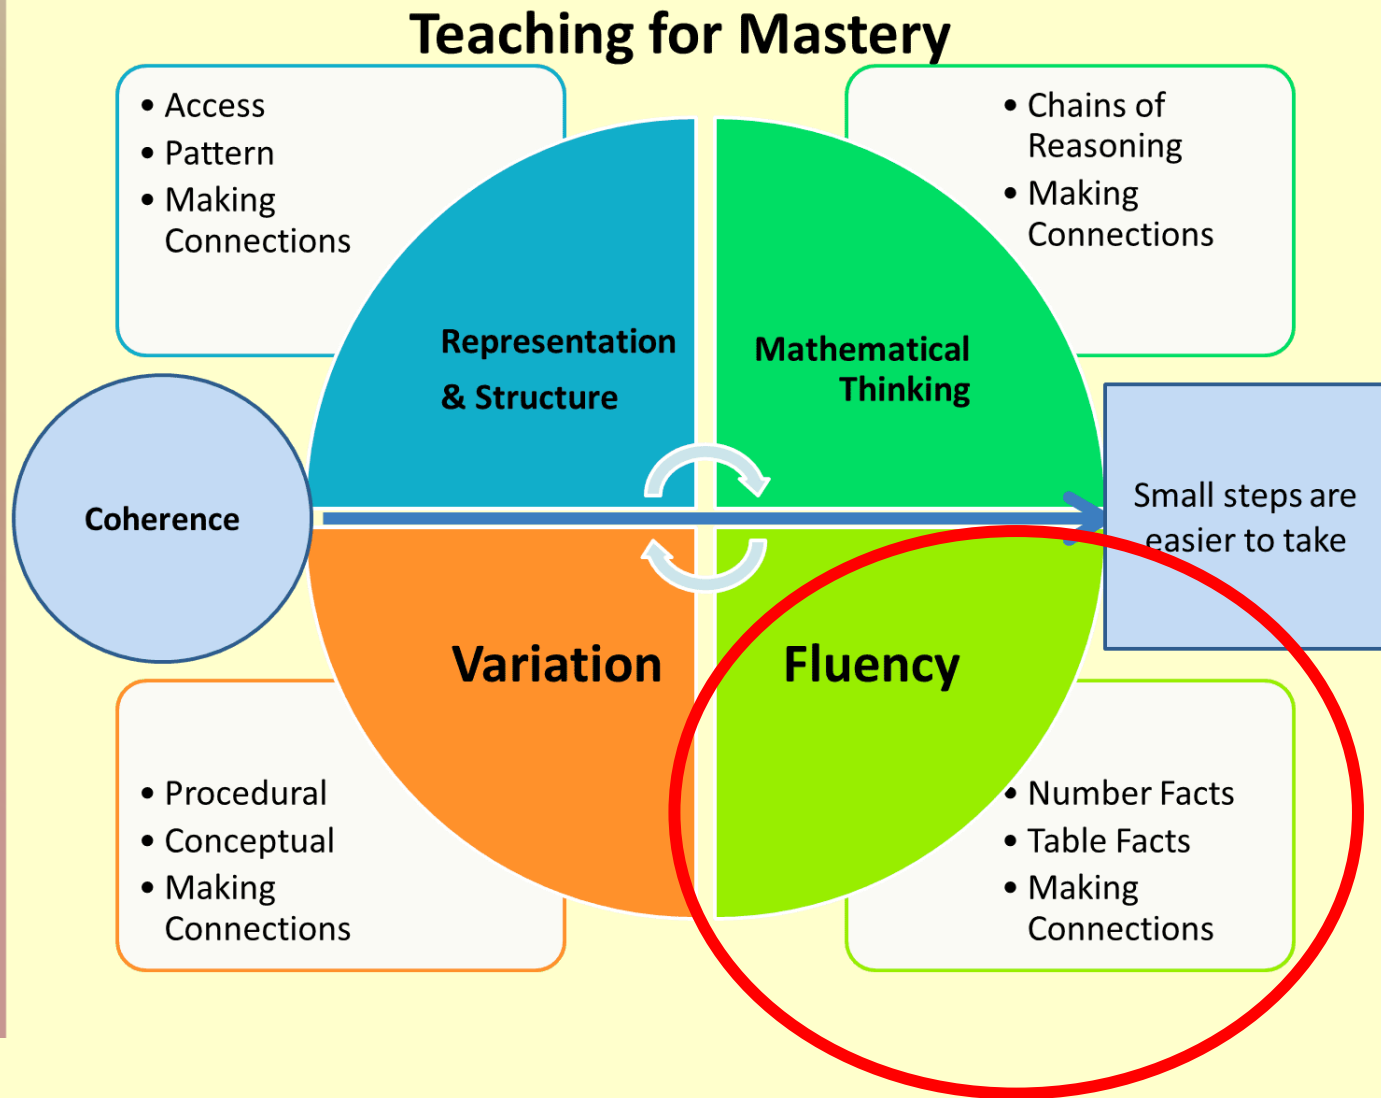 Teaching for Mastery
• Access
• Pattern
• Making
Connections
• Chains of
Reasoning
• Making
Connections
Representation
& Structure
Mathematical
Thinking
Coherence
Small steps are
easier to take
Variation
Fluency
• Procedural
• Conceptual
• Making
Connections
• Number Facts
• Table Facts
• Making
Connections